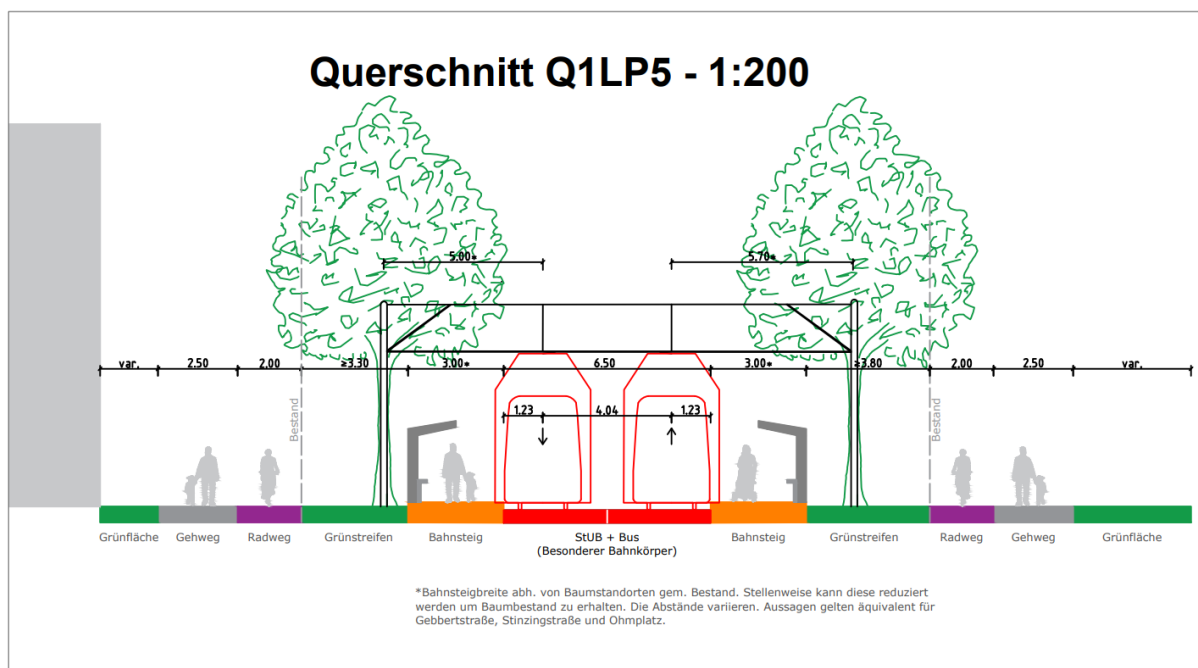 Querschnitt Q1LP5 - 1:200
5.00*
5.70*
var.
2.50
2.00
≥3.30
3.00*
6.50
3.00*
≥3.80
2.00
2.50
var.
1.23
4.04
1.23
Bestand
Bestand
Grünfläche
Gehweg
Radweg
Grünstreifen
Bahnsteig
StUB + Bus
(Besonderer Bahnkörper)
Bahnsteig
Grünstreifen
Radweg
Gehweg
Grünfläche
*Bahnsteigbreite abh. von Baumstandorten gem. Bestand. Stellenweise kann diese reduziert
werden um Baumbestand zu erhalten. Die Abstände variieren. Aussagen gelten äquivalent für
Gebbertstraße, Stinzingstraße und Ohmplatz.